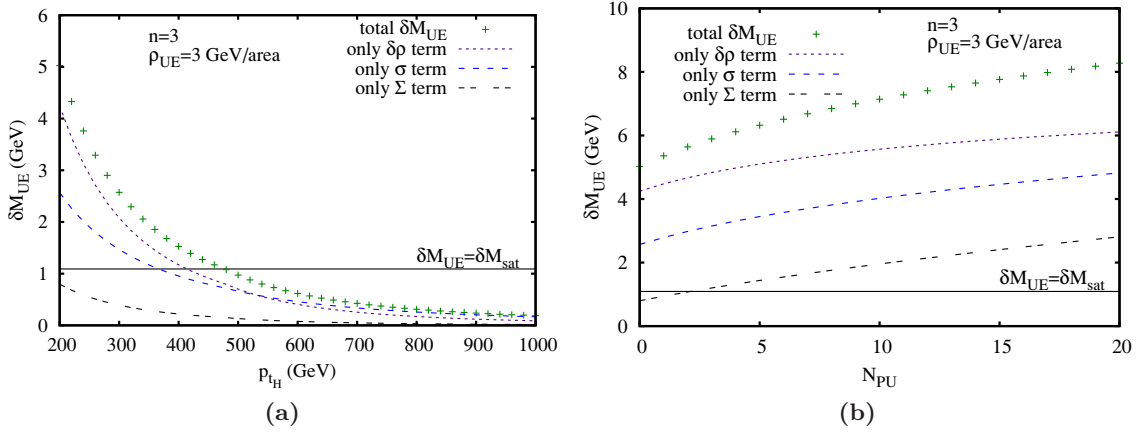 n=3
ρUE=3 GeV/area
total δMUE
only δρ term
only σ term
only Σ term
δMUE=δMsat
δMUE (GeV)
6
5
4
3
2
1
0
200 300 400 500 600 700 800 900 1000
ptH (GeV)
(a)
total δMUE
only δρ term
only σ term
only Σ term
n=3
ρUE=3 GeV/area
δMUE=δMsat
δMUE (GeV)
10
8
6
4
2
0
0 5 10 15 20
NPU
(b)